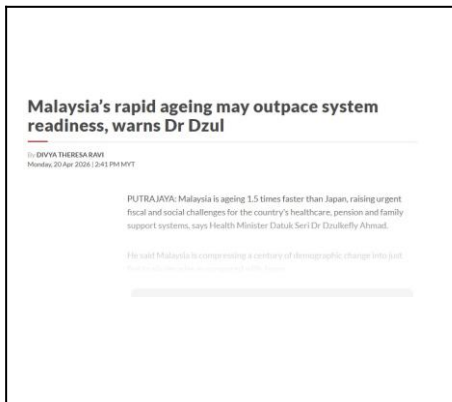 Malaysia's rapid ageing may outpace system
readiness, warns Dr Dzul
By DIVYA THERESA RAVI
Monday, 20 Apr 2026 | 2:41 PM MYT
PUTRAJAYA: Malaysia is ageing 1.5 times faster than Japan, raising urgent
fiscal and social challenges for the country's healthcare, pension and family
support systems, says Health Minister Datuk Seri Dr Dzulkefly Ahmad.
He said Malaysia is compressing a century of demographic change into just